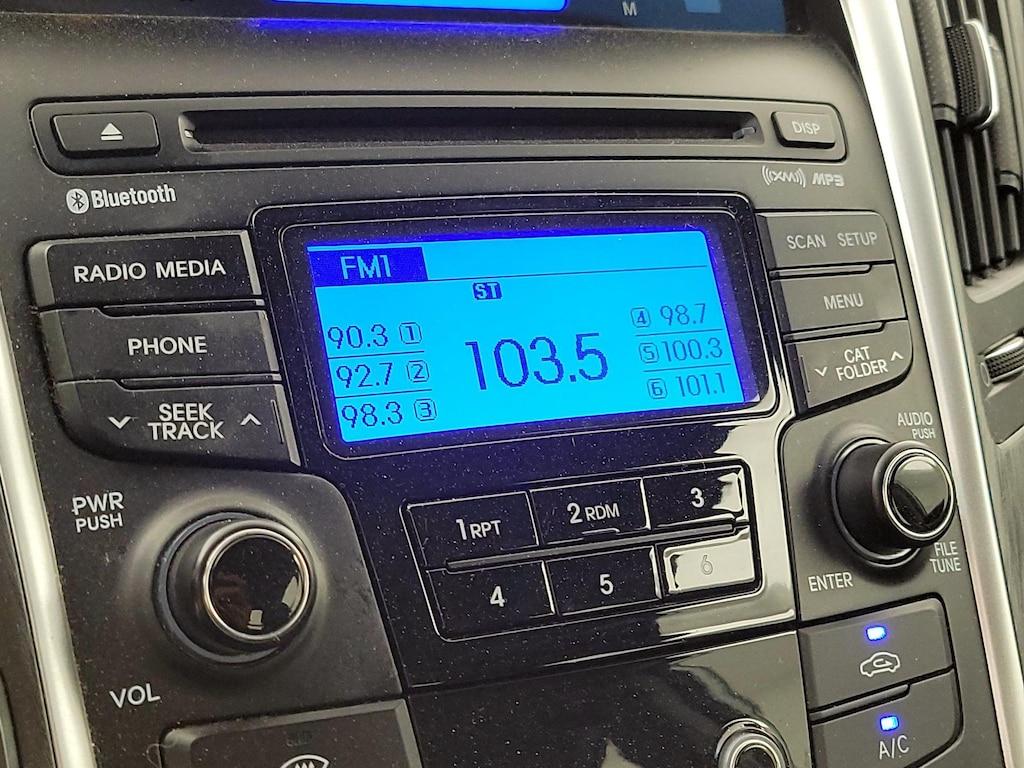 M
DISP
Bluetooth
((XM)) MP3
RADIO MEDIA
FM1
SCAN SETUP
ST
PHONE
90.3 1
4 98.7
MENU
92.7 2
103.5
5 100.3
SEEK
TRACK
98.3 3
6 101.1
CAT
FOLDER
AUDIO
PUSH
PWR
PUSH
1 RPT
2 RDM
3
4
5
6
FILE
TUNE
ENTER
VOL
A/C